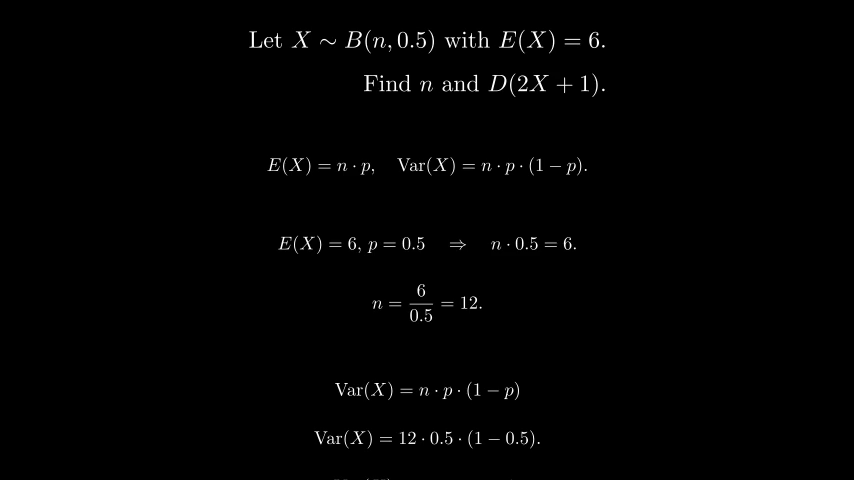 Let X ∼ B(n, 0.5) with E(X) = 6.
Find n and D(2X + 1).
E(X) = n · p, Var(X) = n · p · (1 − p).
E(X) = 6, p = 0.5 ⇒ n · 0.5 = 6.
n = 6/0.5 = 12.
Var(X) = n · p · (1 − p)
Var(X) = 12 · 0.5 · (1 − 0.5).